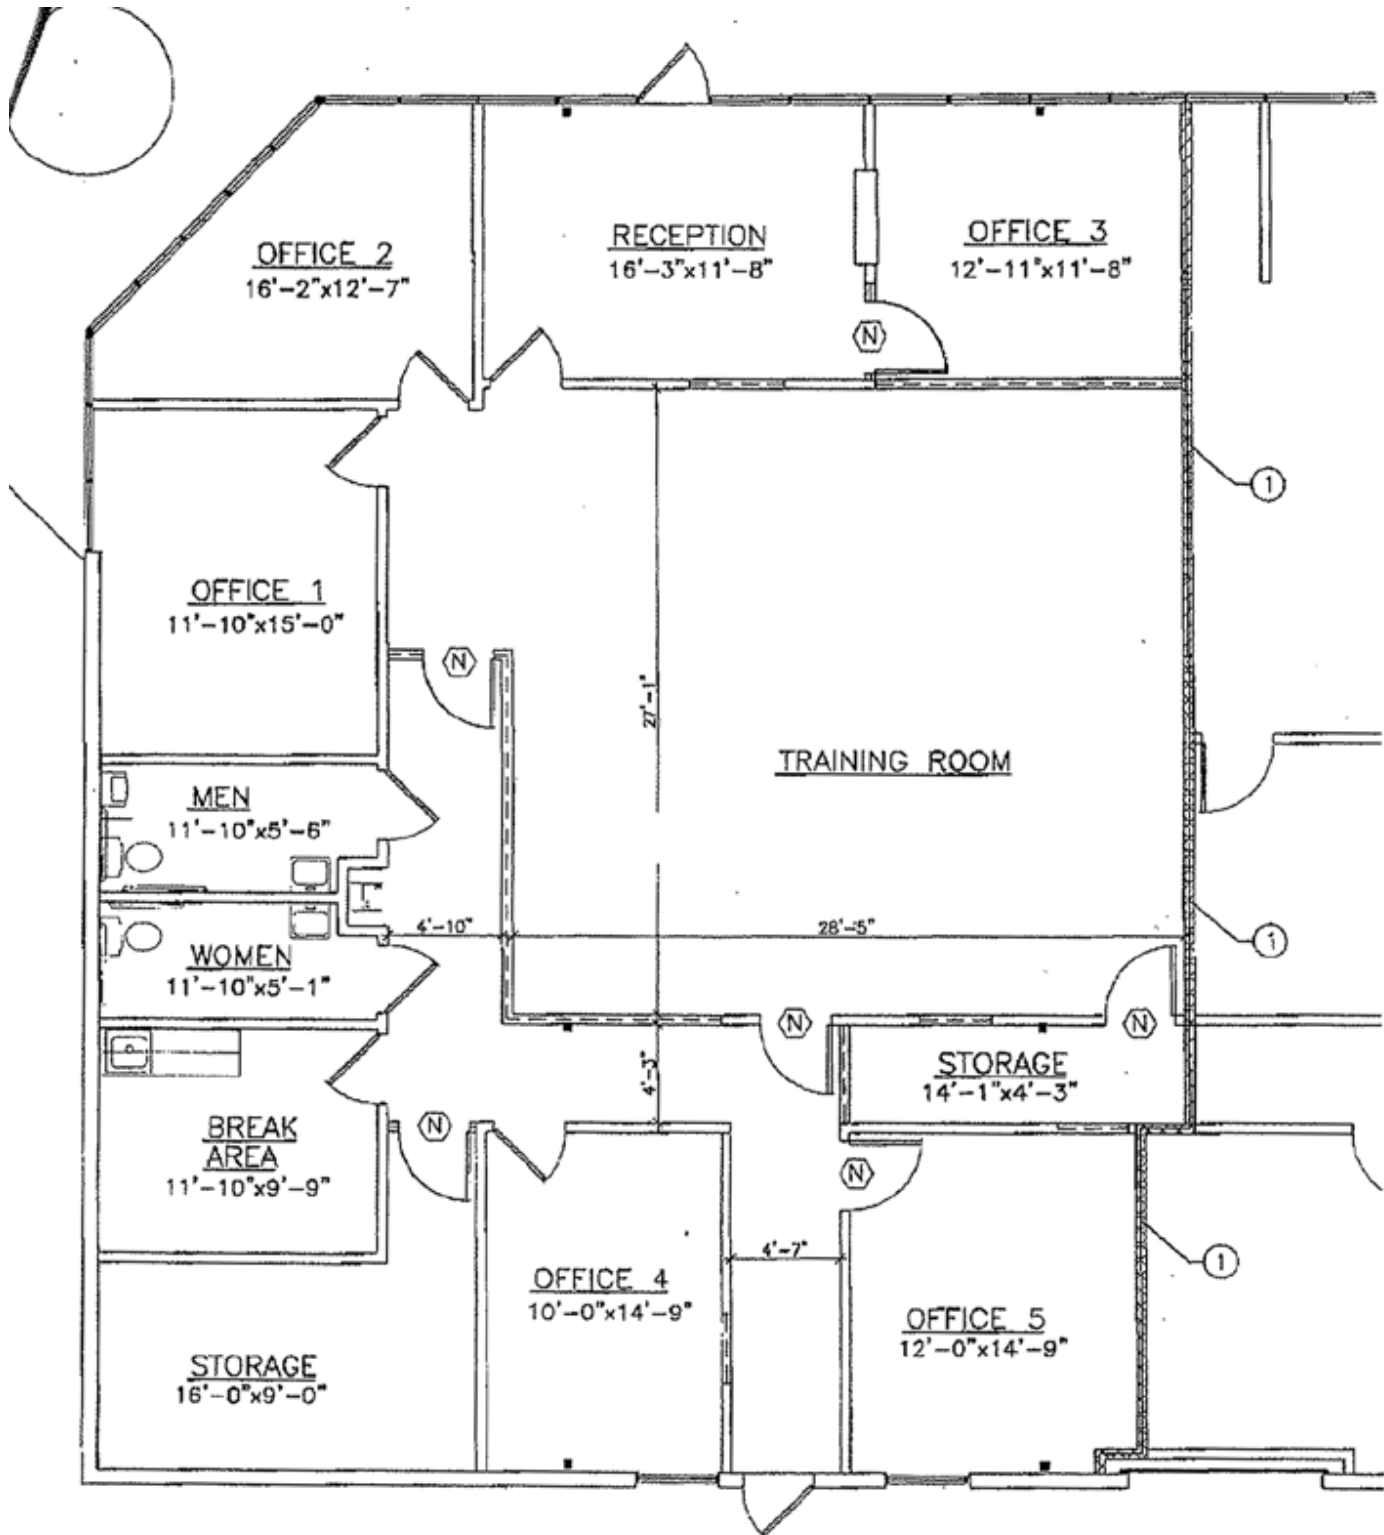 OFFICE 2
16'-2"x12'-7"
RECEPTION
16'-3"x11'-8"
OFFICE 3
12'-11"x11'-8"
N
1
OFFICE 1
11'-10"x15'-0"
N
27'-1"
TRAINING ROOM
MEN
11'-10"x5'-6"
4'-10"
28'-5"
1
WOMEN
11'-10"x5'-1"
N
N
4'-3"
STORAGE
14'-1"x4'-3"
BREAK
AREA
11'-10"x9'-9"
N
N
4'-7"
1
OFFICE 4
10'-0"x14'-9"
OFFICE 5
12'-0"x14'-9"
STORAGE
16'-0"x9'-0"